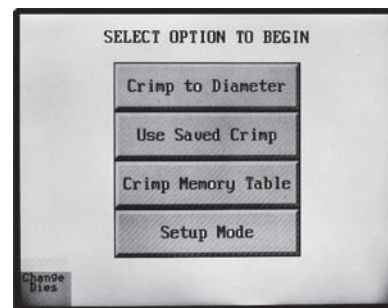 SELECT OPTION TO BEGIN
Crimp to Diameter
Use Saved Crimp
Crimp Memory Table
Setup Mode
Change
Dies